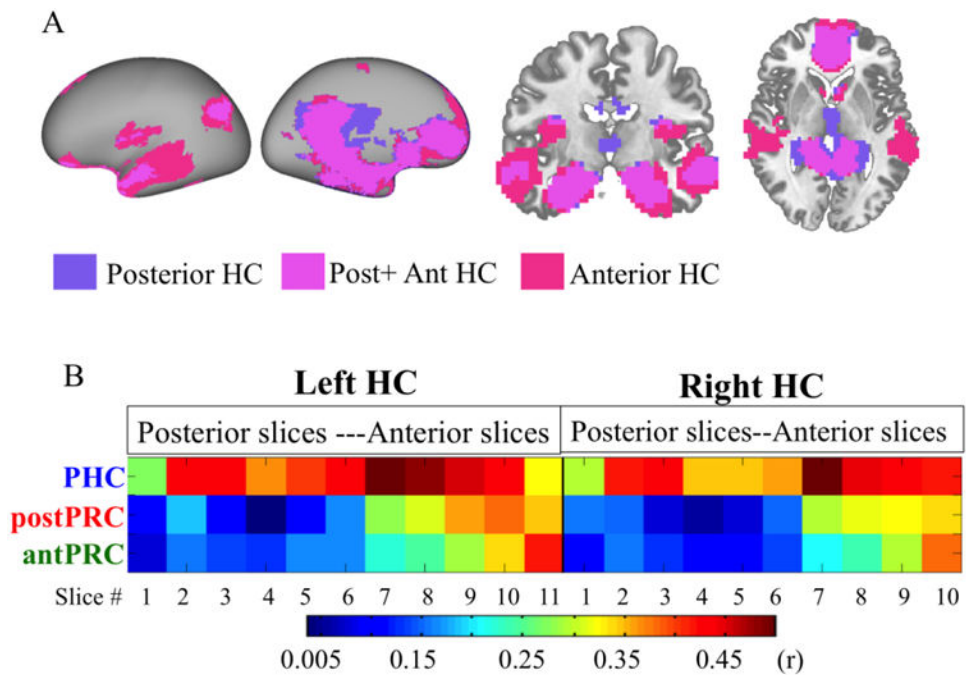 A
Posterior HC Post+ Ant HC Anterior HC
B
Left HC Right HC
Posterior slices ---Anterior slices Posterior slices--Anterior slices
PHC
postPRC
antPRC
Slice # 1 2 3 4 5 6 7 8 9 10 11 1 2 3 4 5 6 7 8 9 10
0.005 0.15 0.25 0.35 0.45 (r)